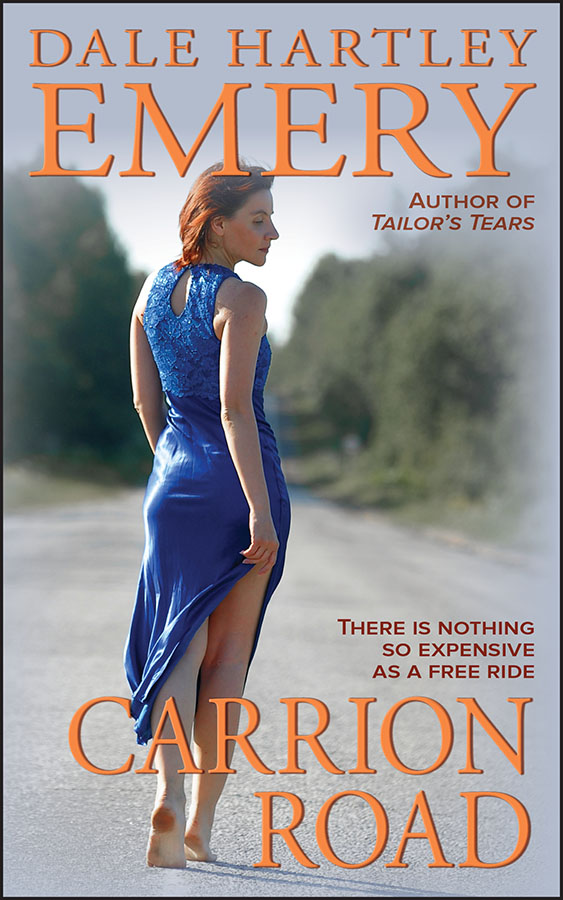 DALE HARTLEY
EMERY
AUTHOR OF
TAILOR'S TEARS
THERE IS NOTHING
SO EXPENSIVE
AS A FREE RIDE
CARRION
ROAD